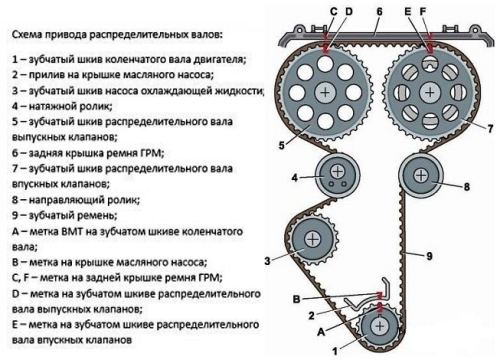 Схема привода распределительных валов:
1 – зубчатый шкив коленчатого вала двигателя;
2 – прилив на крышке масляного насоса;
3 – зубчатый шкив насоса охлаждающей жидкости;
4 – натяжной ролик;
5 – зубчатый шкив распределительного вала
выпускных клапанов;
6 – задняя крышка ремня ГРМ;
7 – зубчатый шкив распределительного вала
впускных клапанов;
8 – направляющий ролик;
9 – зубчатый ремень;
A – метка ВМТ на зубчатом шкиве коленчатого
вала;
B – метка на крышке масляного насоса;
C, F – метка на задней крышке ремня ГРМ;
D – метка на зубчатом шкиве распределительного
вала выпускных клапанов;
E – метка на зубчатом шкиве распределительного
вала впускных клапанов
C D 6 E F
5
7
4
8
3
9
B
2
A
1